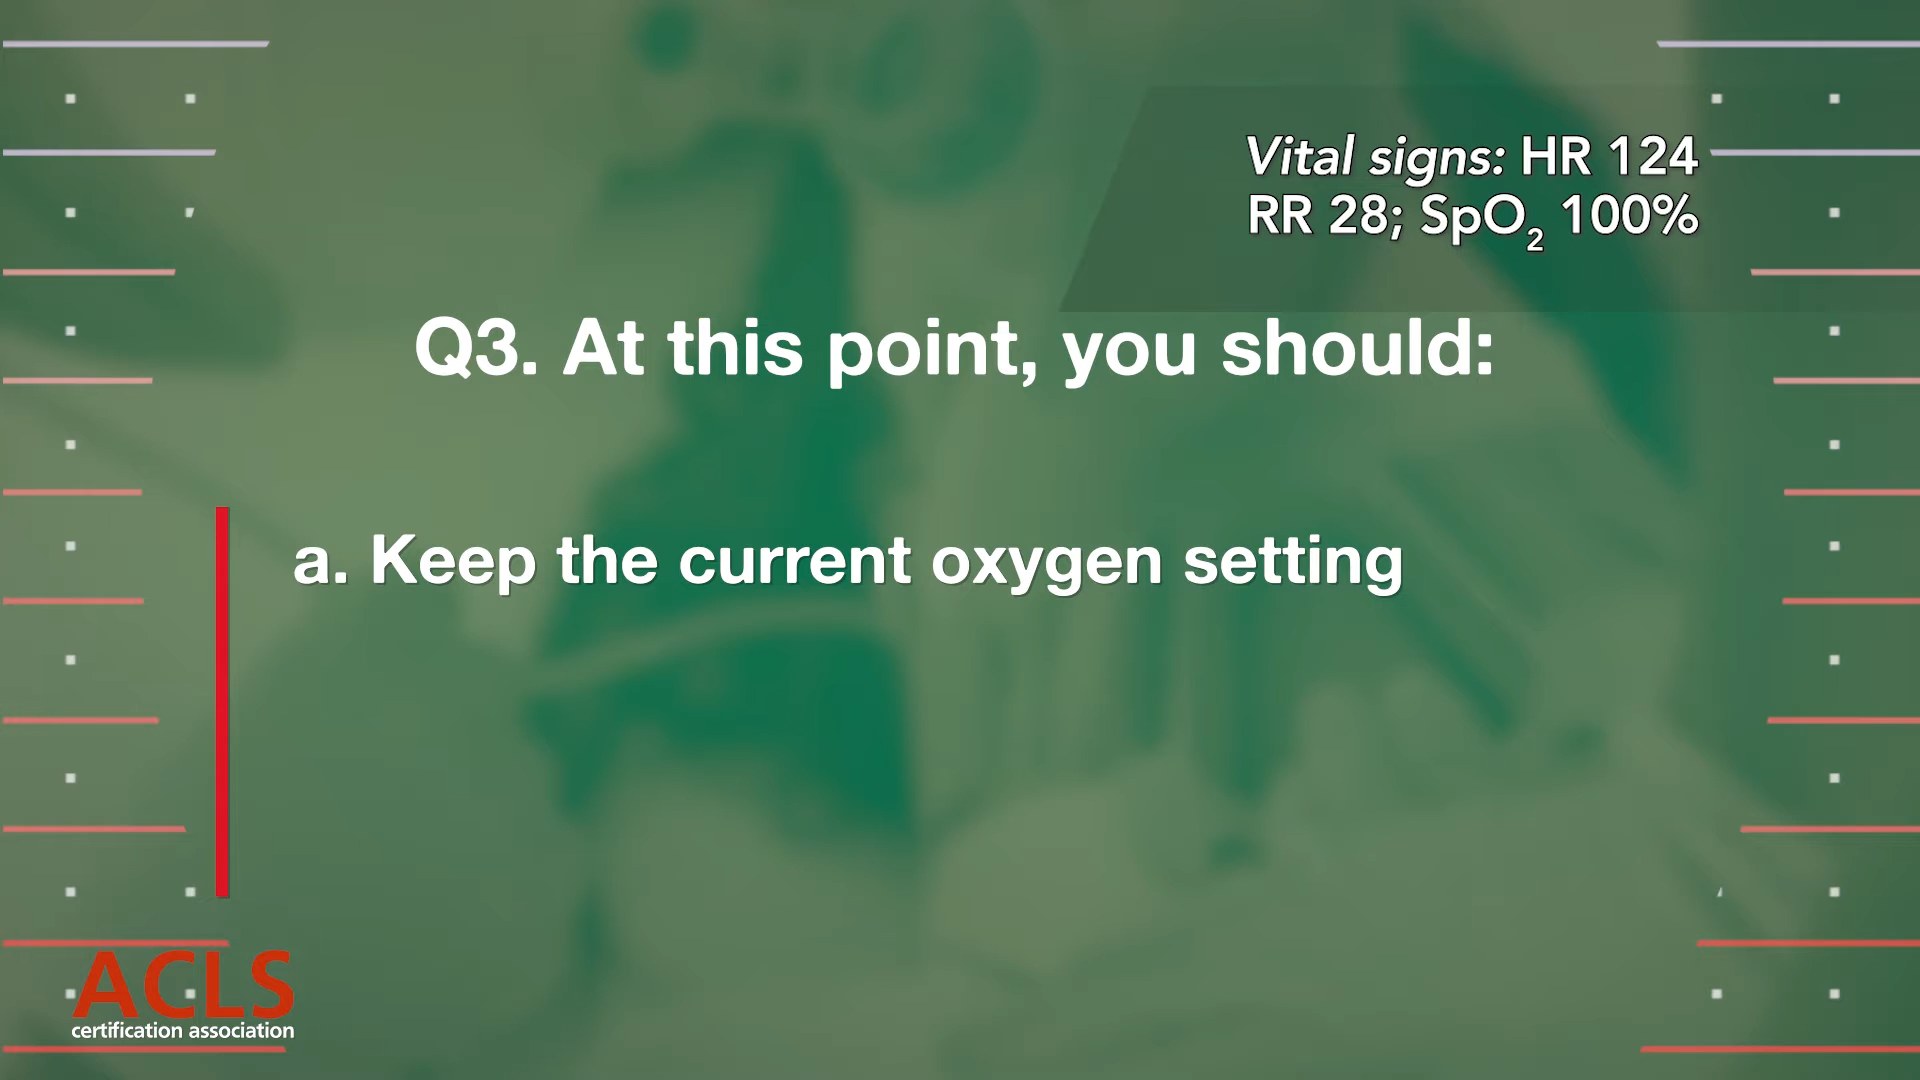 Vital signs: HR 124
RR 28; SpO₂ 100%
Q3. At this point, you should:
a. Keep the current oxygen setting
ACLS
certification association